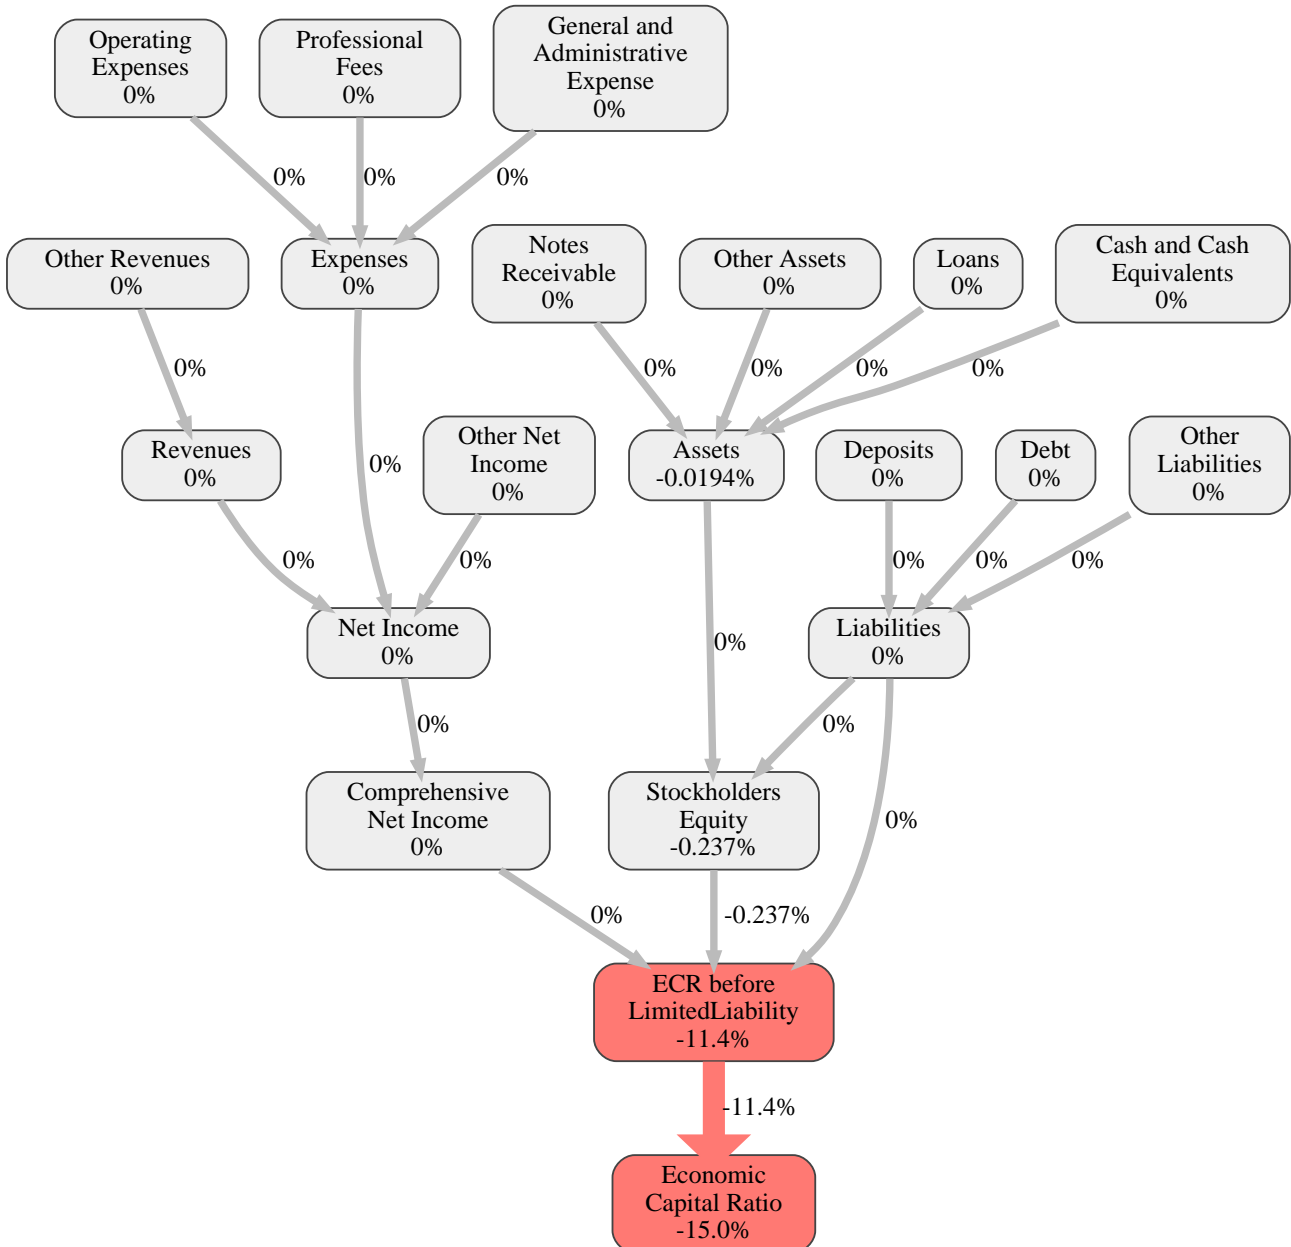 Operating
Expenses
0%
Professional
Fees
0%
General and
Administrative
Expense
0%
0%
0%
0%
Other Revenues
0%
Expenses
0%
Notes
Receivable
0%
Other Assets
0%
Loans
0%
Cash and Cash
Equivalents
0%
0%
0%
0%
0%
0%
Revenues
0%
0%
Other Net
Income
0%
Assets
-0.0194%
Deposits
0%
Debt
0%
Other
Liabilities
0%
0%
0%
0%
0%
0%
Net Income
0%
0%
Liabilities
0%
0%
0%
Comprehensive
Net Income
0%
Stockholders
Equity
-0.237%
0%
0%
-0.237%
ECR before
LimitedLiability
-11.4%
-11.4%
Economic
Capital Ratio
-15.0%